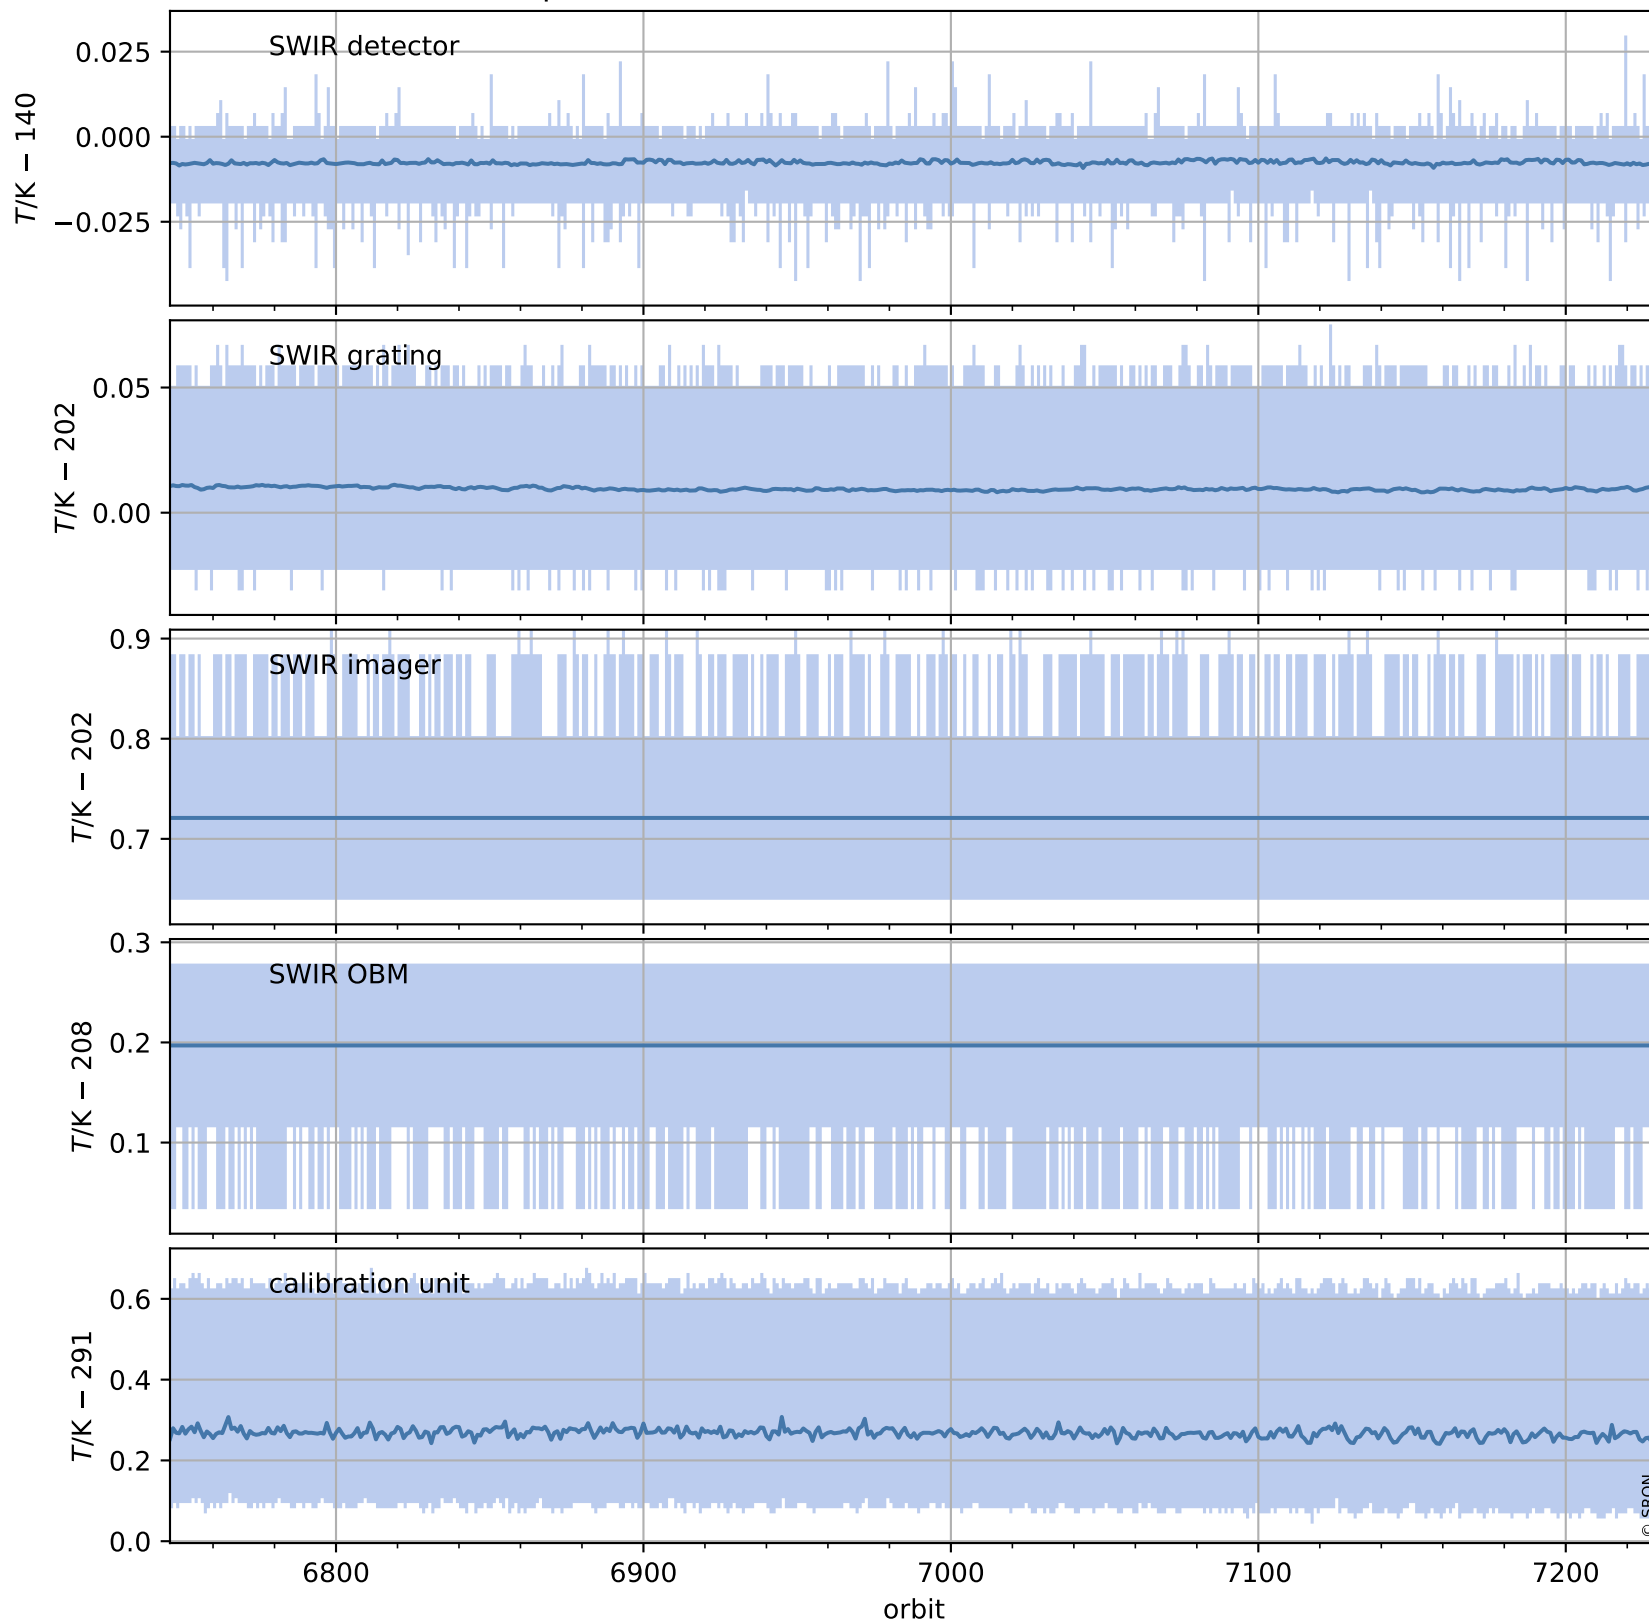 SWIR detector
0.025
0.000
−0.025
T/K − 140
SWIR grating
0.05
0.00
T/K − 202
SWIR imager
0.9
0.8
0.7
T/K − 202
SWIR OBM
0.3
0.2
0.1
T/K − 208
calibration unit
0.6
0.4
0.2
0.0
T/K − 291
6800 6900 7000 7100 7200
orbit
© SRON